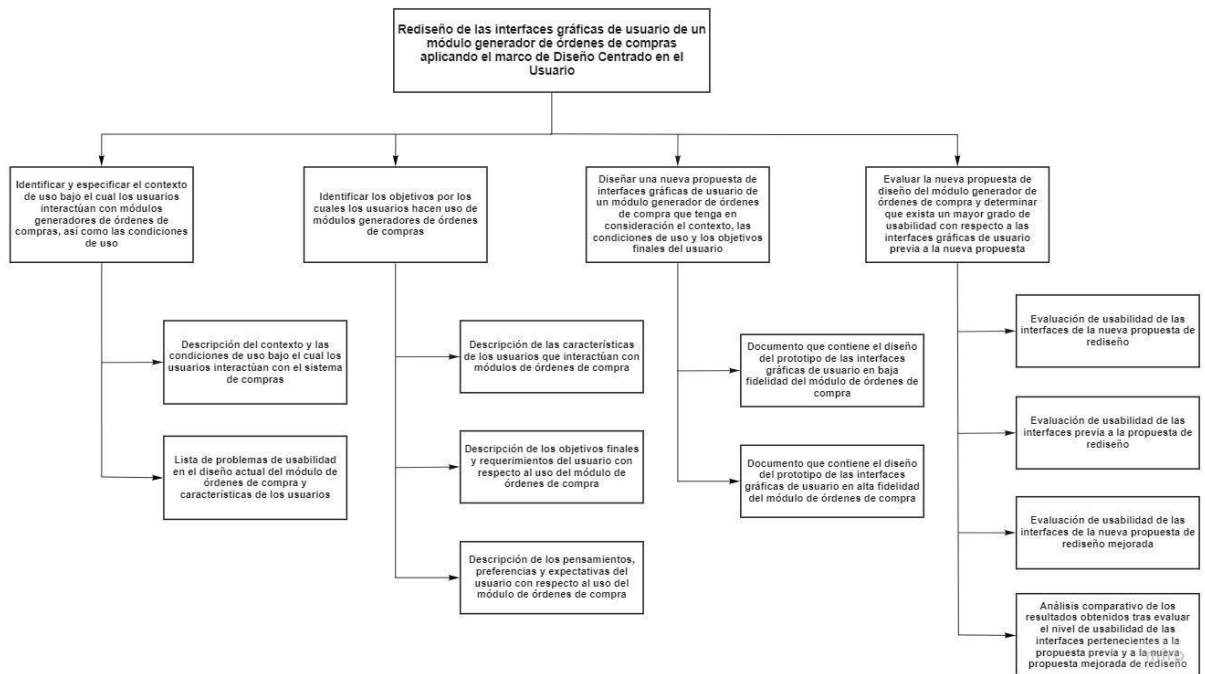 Rediseño de las interfaces gráficas de usuario de un
módulo generador de órdenes de compras
aplicando el marco de Diseño Centrado en el
Usuario
Identificar y especificar el contexto
de uso bajo el cual los usuarios
interactúan con módulos
generadores de órdenes de
compras, así como las condiciones
de uso
Identificar los objetivos por los
cuales los usuarios hacen uso de
módulos generadores de órdenes
de compras
Diseñar una nueva propuesta de
interfaces gráficas de usuario de
un módulo generador de órdenes
de compra que tenga en
consideración el contexto, las
condiciones de uso y los objetivos
finales del usuario
Evaluar la nueva propuesta de
diseño del módulo generador de
órdenes de compra y determinar
que exista un mayor grado de
usabilidad con respecto a las
interfaces gráficas de usuario
previa a la nueva propuesta
Descripción del contexto y las
condiciones de uso bajo el cual los
usuarios interactúan con el sistema
de compras
Lista de problemas de usabilidad
en el diseño actual del módulo de
órdenes de compra y
características de los usuarios
Descripción de las características
de los usuarios que interactúan con
módulos de órdenes de compra
Descripción de los objetivos finales
y requerimientos del usuario con
respecto al uso del módulo de
órdenes de compra
Descripción de los pensamientos,
preferencias y expectativas del
usuario con respecto al uso del
módulo de órdenes de compra
Documento que contiene el diseño
del prototipo de las interfaces
gráficas de usuario en baja
fidelidad del módulo de órdenes de
compra
Documento que contiene el diseño
del prototipo de las interfaces
gráficas de usuario en alta fidelidad
del módulo de órdenes de compra
Evaluación de usabilidad de las
interfaces de la nueva propuesta de
rediseño
Evaluación de usabilidad de las
interfaces previa a la propuesta de
rediseño
Evaluación de usabilidad de las
interfaces de la nueva propuesta de
rediseño mejorada
Análisis comparativo de los
resultados obtenidos tras evaluar
el nivel de usabilidad de las
interfaces pertenecientes a la
propuesta previa y a la nueva
propuesta mejorada de rediseño
miro